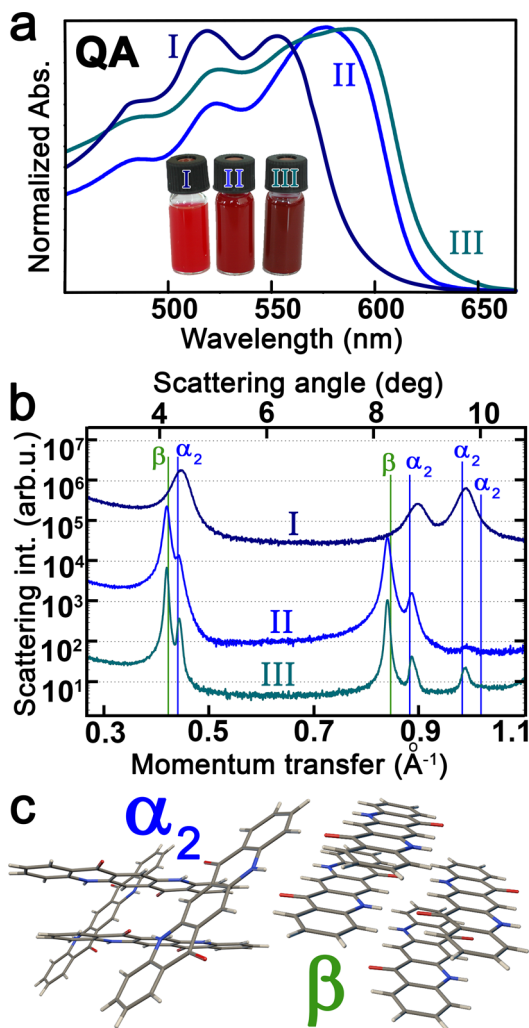 a
QA
I
II
III
I
II
III
Normalized Abs.
500
550
600
650
Wavelength (nm)
Scattering angle (deg)
4
6
8
10
b
β
α2
β
α2
α2
α2
10^7
10^6
10^5
10^4
10^3
10^2
10^1
I
II
III
Scattering int. (arb.u.)
0.3
0.5
0.7
0.9
1.1
Momentum transfer (Å-1)
c
α2
β